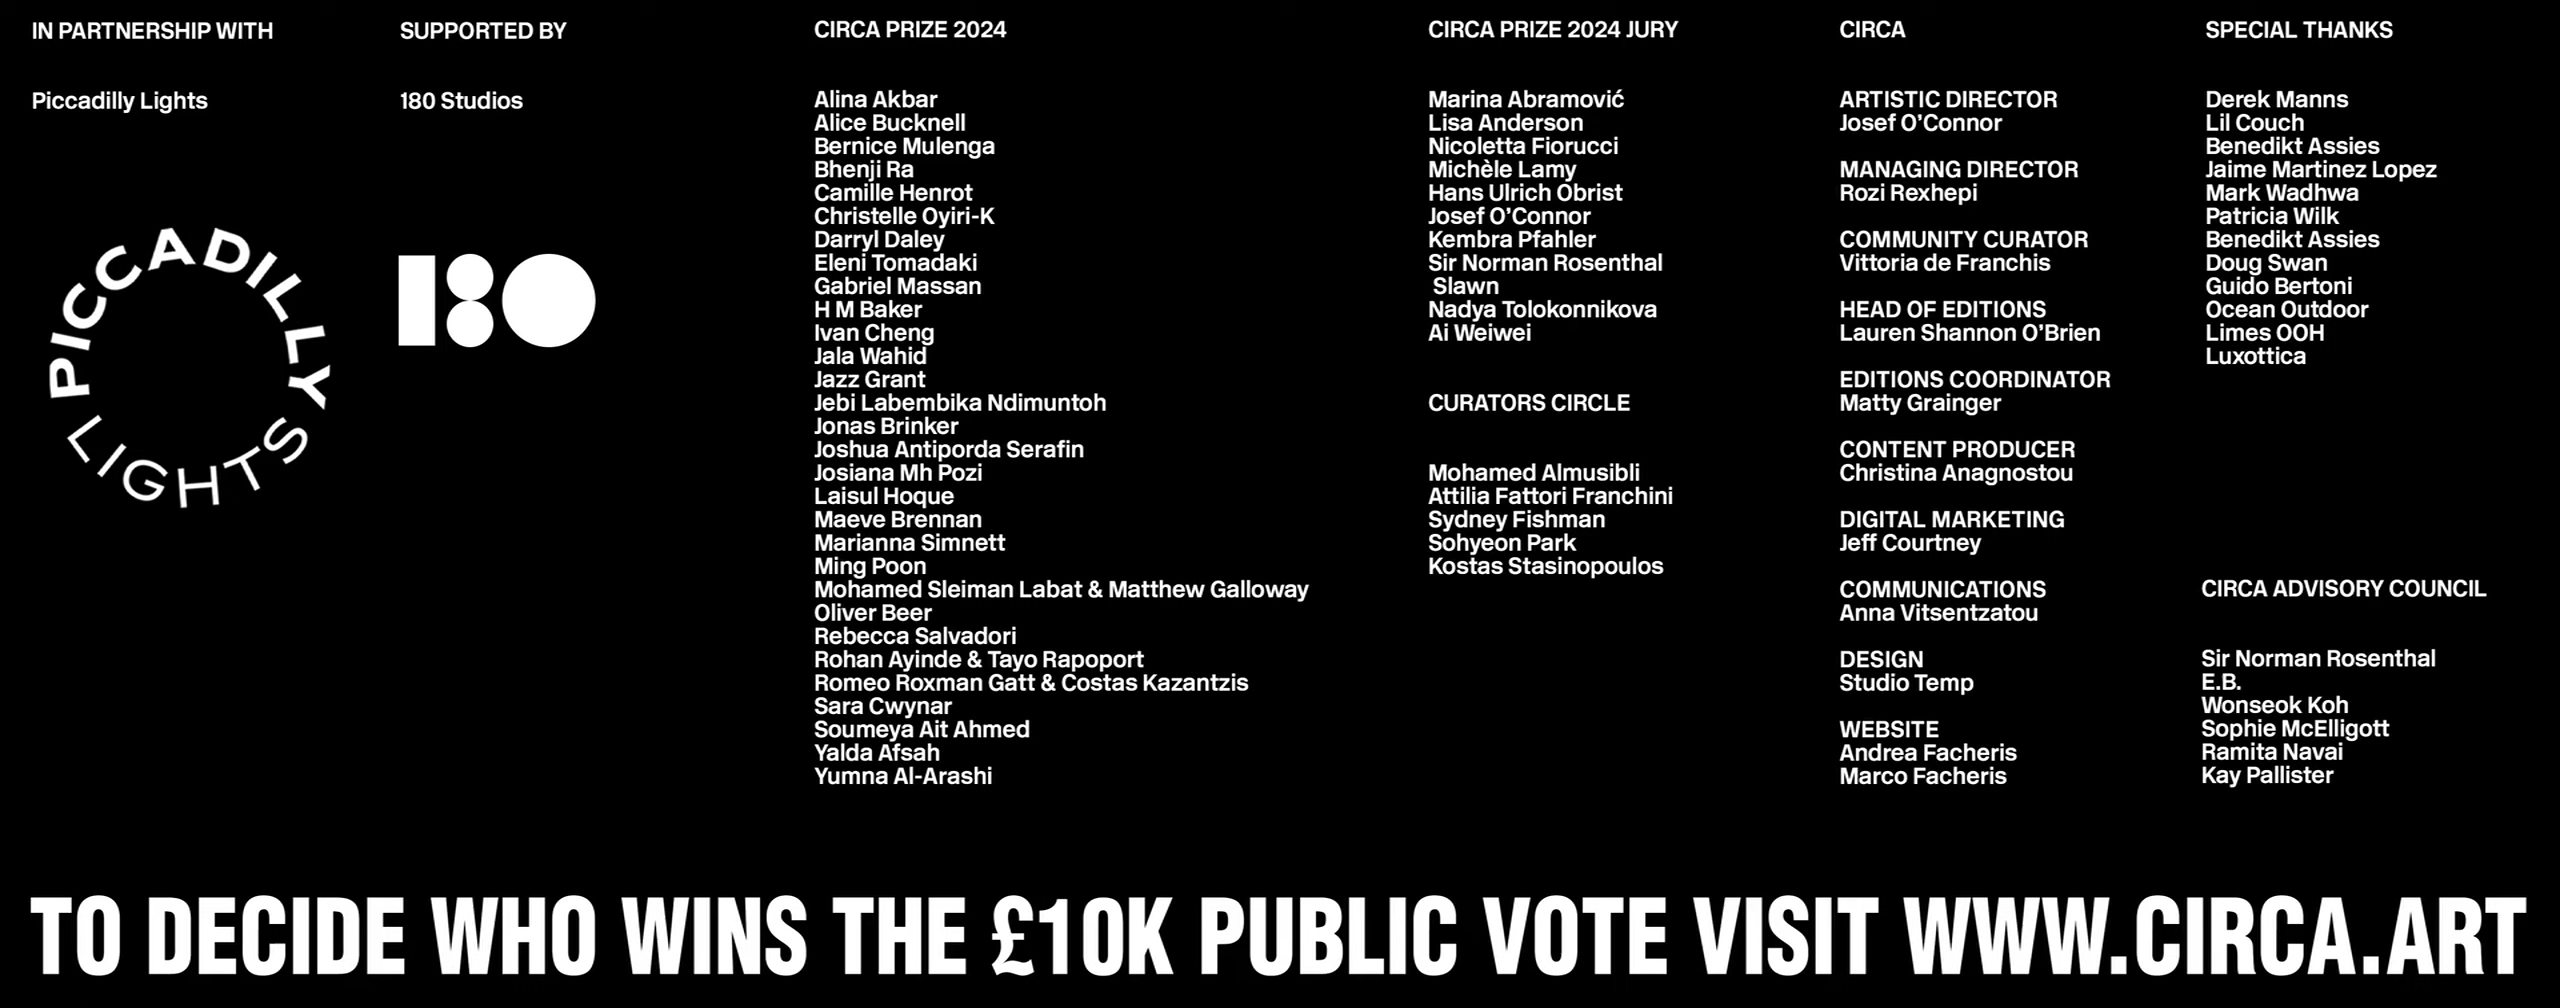 IN PARTNERSHIP WITH
Piccadilly Lights
PICCADILLY LIGHTS
SUPPORTED BY
180 Studios
180
CIRCA PRIZE 2024
Alina Akbar
Alice Bucknell
Bernice Mulenga
Bhenji Ra
Camille Henrot
Christelle Oyiri-K
Darryl Daley
Eleni Tomadaki
Gabriel Massan
H M Baker
Ivan Cheng
Jala Wahid
Jazz Grant
Jebi Labembika Ndimuntoh
Jonas Brinker
Joshua Antiporda Serafin
Josiana Mh Pozi
Laisul Hoque
Maeve Brennan
Marianna Simnett
Ming Poon
Mohamed Sleiman Labat & Matthew Galloway
Oliver Beer
Rebecca Salvadori
Rohan Ayinde & Tayo Rapoport
Romeo Roxman Gatt & Costas Kazantzis
Sara Cwynar
Soumeya Ait Ahmed
Yalda Afsah
Yumna Al-Arashi
CIRCA PRIZE 2024 JURY
Marina Abramović
Lisa Anderson
Nicoletta Fiorucci
Michèle Lamy
Hans Ulrich Obrist
Josef O’Connor
Kembra Pfahler
Sir Norman Rosenthal
Slawn
Nadya Tolokonnikova
Ai Weiwei
CURATORS CIRCLE
Mohamed Almusibli
Attilia Fattori Franchini
Sydney Fishman
Sohyeon Park
Kostas Stasinopoulos
CIRCA
ARTISTIC DIRECTOR
Josef O’Connor
MANAGING DIRECTOR
Rozi Rexhepi
COMMUNITY CURATOR
Vittoria de Franchis
HEAD OF EDITIONS
Lauren Shannon O’Brien
EDITIONS COORDINATOR
Matty Grainger
CONTENT PRODUCER
Christina Anagnostou
DIGITAL MARKETING
Jeff Courtney
COMMUNICATIONS
Anna Vitsentzatou
DESIGN
Studio Temp
WEBSITE
Andrea Facheris
Marco Facheris
SPECIAL THANKS
Derek Manns
Lil Couch
Benedikt Assies
Jaime Martinez Lopez
Mark Wadhwa
Patricia Wilk
Benedikt Assies
Doug Swan
Guido Bertoni
Ocean Outdoor
Limes OOH
Luxottica
CIRCA ADVISORY COUNCIL
Sir Norman Rosenthal
E.B.
Wonseok Koh
Sophie McElligott
Ramita Navai
Kay Pallister
TO DECIDE WHO WINS THE £10K PUBLIC VOTE VISIT WWW.CIRCA.ART